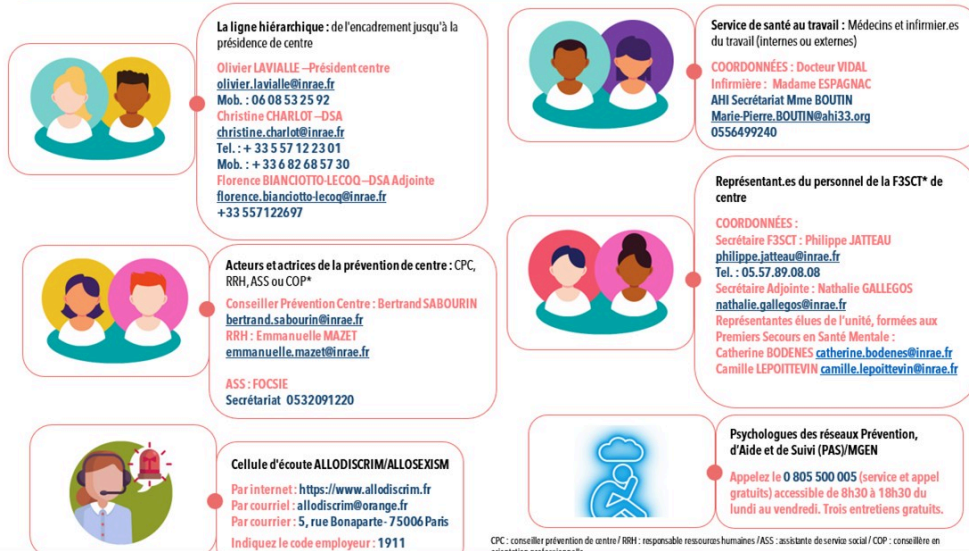 La ligne hiérarchique : de l'encadrement jusqu'à la
présidence de centre
Olivier LAVIALLE –Président centre
olivier.lavialle@inrae.fr
Mob. : 06 08 53 25 92
Christine CHARLOT –DSA
christine.charlot@inrae.fr
Tel. : + 33 5 57 12 23 01
Mob. : + 33 6 82 68 57 30
Florence BIANCIOTTO-LECOQ –DSA Adjointe
florence.bianciotto-lecoq@inrae.fr
+33 557122697
Service de santé au travail : Médecins et infirmier.es
du travail (internes ou externes)
COORDONNÉES : Docteur VIDAL
Infirmière : Madame ESPAGNAC
AHI Secrétariat Mme BOUTIN
Marie-Pierre.BOUTIN@ahi33.org
0556499240
Acteurs et actrices de la prévention de centre : CPC,
RRH, ASS ou COP*
Conseiller Prévention Centre : Bertrand SABOURIN
bertrand.sabourin@inrae.fr
RRH : Emmanuelle MAZET
emmanuelle.mazet@inrae.fr
ASS : FOCSIE
Secrétariat 0532091220
Représentant.es du personnel de la F3SCT* de
centre
COORDONNÉES :
Secrétaire F3SCT : Philippe JATTEAU
philippe.jatteau@inrae.fr
Tel. : 05.57.89.08.08
Secrétaire Adjointe : Nathalie GALLEGOS
nathalie.gallegos@inrae.fr
Représentantes élues de l'unité, formées aux
Premiers Secours en Santé Mentale :
Catherine BODENES catherine.bodenes@inrae.fr
Camille LEPOITTEVIN camille.lepoittevin@inrae.fr
Cellule d'écoute ALLODISCRIM/ALLOSEXISM
Par internet : https://www.allodiscrim.fr
Par courriel : allodiscrim@orange.fr
Par courrier : 5, rue Bonaparte - 75006 Paris
Indiquez le code employeur : 1911
Psychologues des réseaux Prévention,
d'Aide et de Suivi (PAS)/MGEN
Appelez le 0 805 500 005 (service et appel
gratuits) accessible de 8h30 à 18h30 du
lundi au vendredi. Trois entretiens gratuits.
CPC : conseiller prévention de centre / RRH : responsable ressources humaines / ASS : assistante de service social / COP : conseillère en
orientation professionnelle